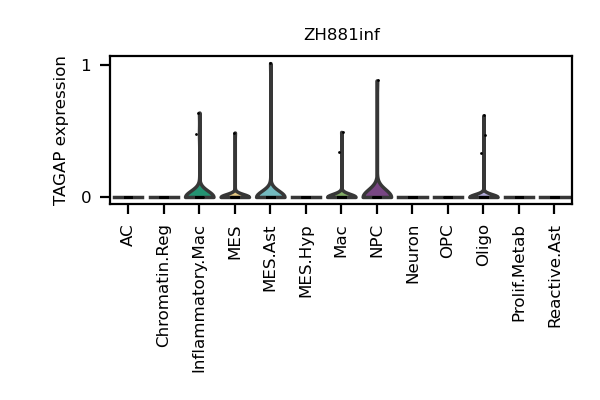 ZH881inf
TAGAP expression
1
0
AC
Chromatin.Reg
Inflammatory.Mac
MES
MES.Ast
MES.Hyp
Mac
NPC
Neuron
OPC
Oligo
Prolif.Metab
Reactive.Ast